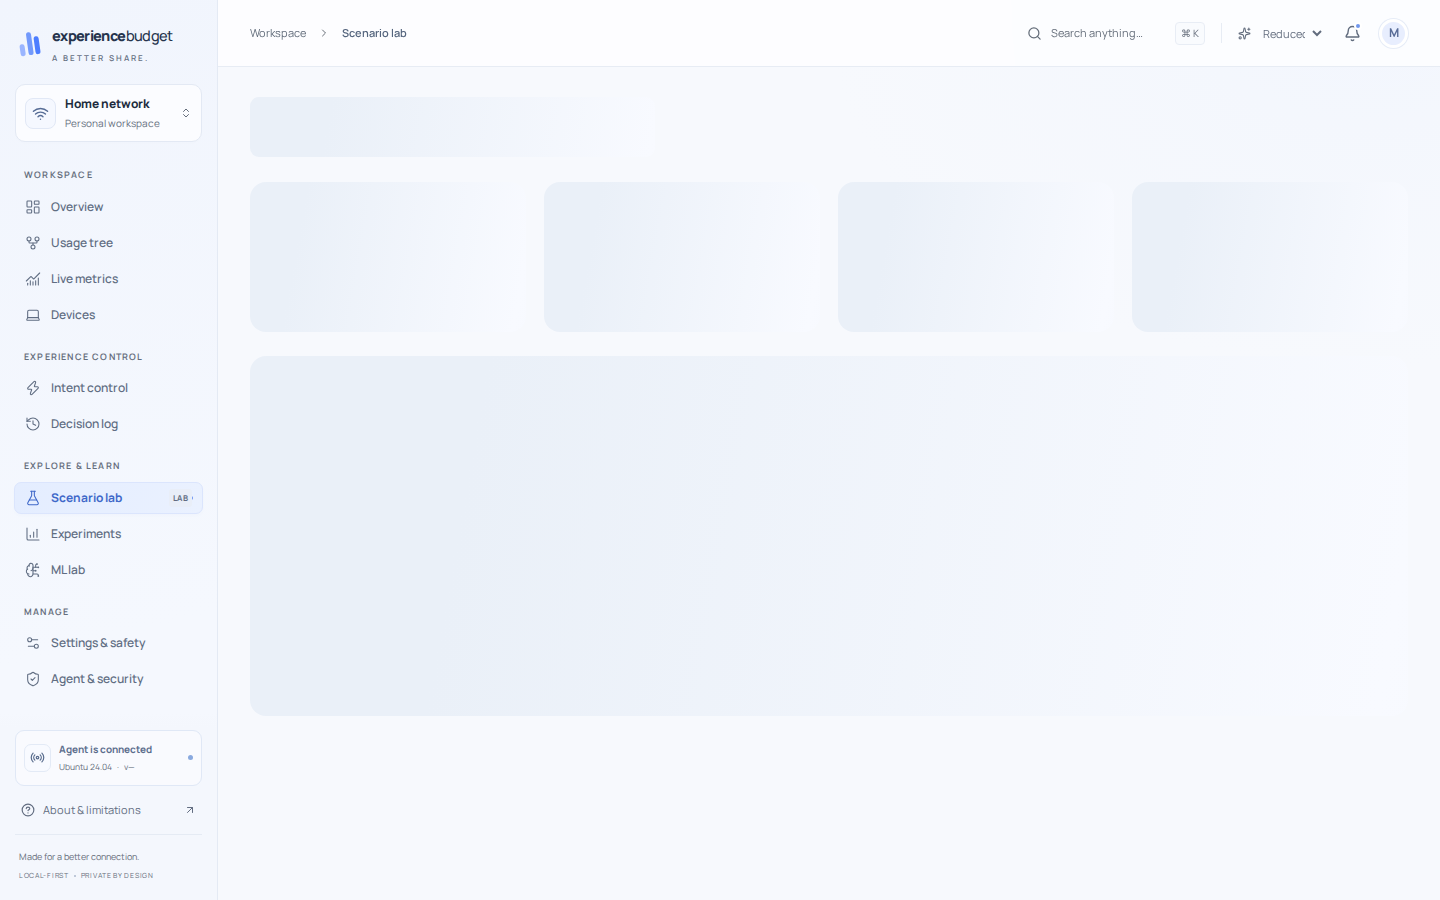 experiencebudget
A BETTER SHARE.
Home network
Personal workspace
WORKSPACE
Overview
Usage tree
Live metrics
Devices
EXPERIENCE CONTROL
Intent control
Decision log
EXPLORE & LEARN
Scenario lab
LAB
Experiments
ML lab
MANAGE
Settings & safety
Agent & security
Agent is connected
Ubuntu 24.04 · v—
About & limitations
Made for a better connection.
LOCAL-FIRST • PRIVATE BY DESIGN
Workspace > Scenario lab
Search anything...
⌘ K
Reduced
M